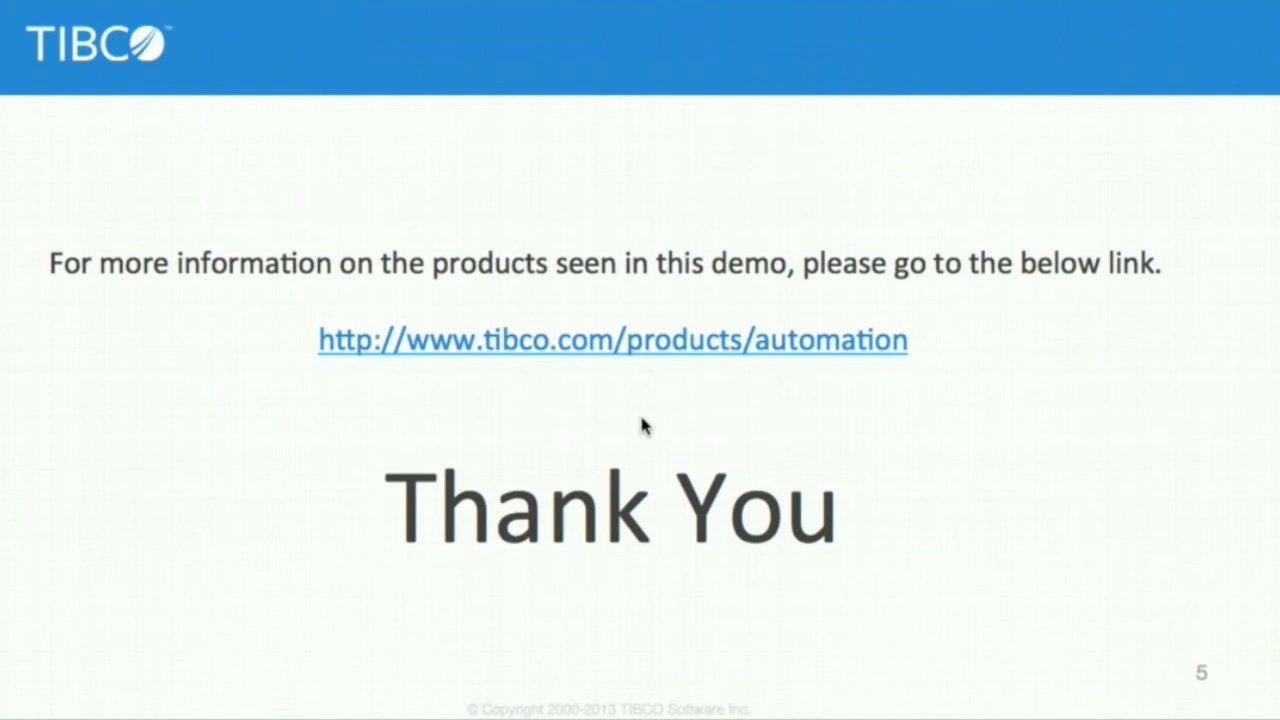 TIBCO™
For more information on the products seen in this demo, please go to the below link.
http://www.tibco.com/products/automation
Thank You
5
© Copyright 2000-2013 TIBCO Software Inc.